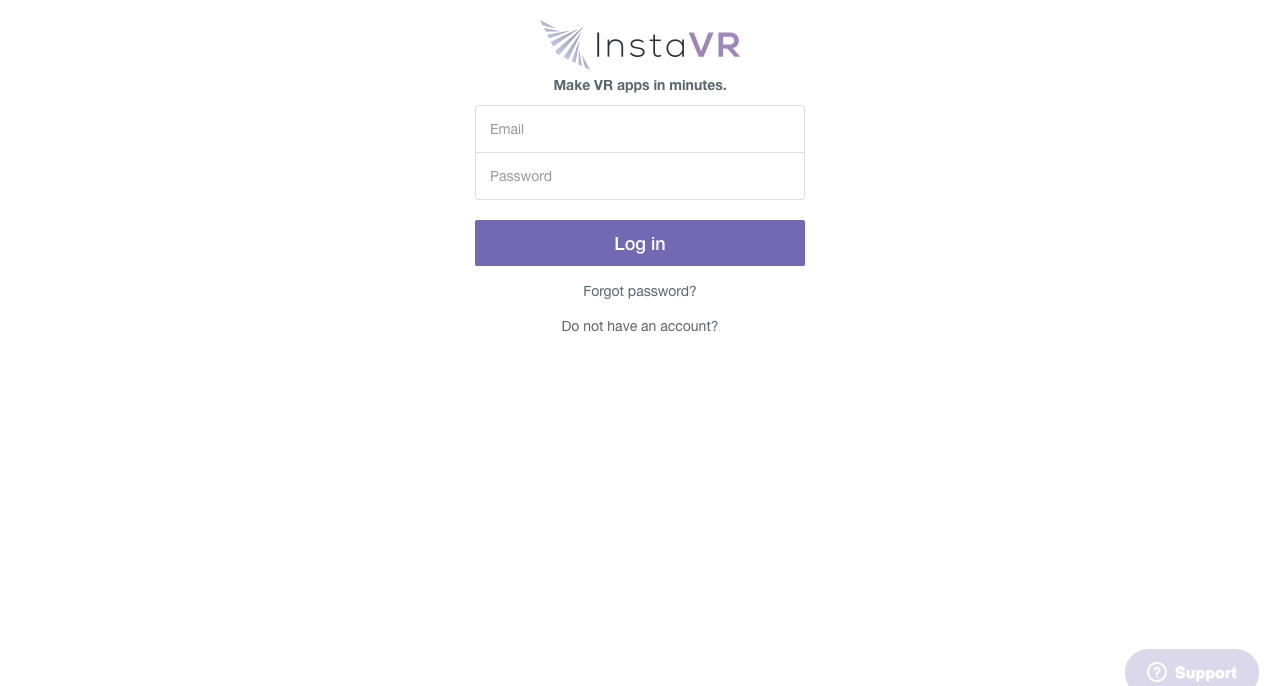 InstaVR
Make VR apps in minutes.
Email
Password
Log in
Forgot password?
Do not have an account?
Support